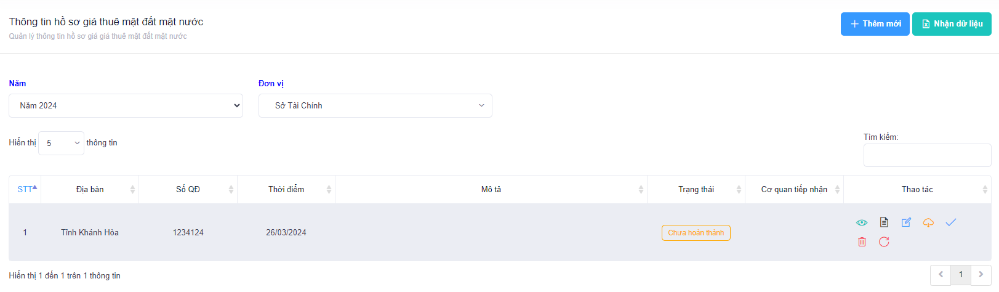 Thông tin hồ sơ giá thuê mặt đất mặt nước
Thêm mới
Nhận dữ liệu
Quản lý thông tin hồ sơ giá giá thuê mặt đất mặt nước
Năm
Đơn vị
Năm 2024
Sở Tài Chính
Hiển thị 5 thông tin
Tìm kiếm:
STT Địa bàn Số QĐ Thời điểm Mô tả Trạng thái Cơ quan tiếp nhận Thao tác
1 Tỉnh Khánh Hòa 1234124 26/03/2024 Chưa hoàn thành
Hiển thị 1 đến 1 trên 1 thông tin
1